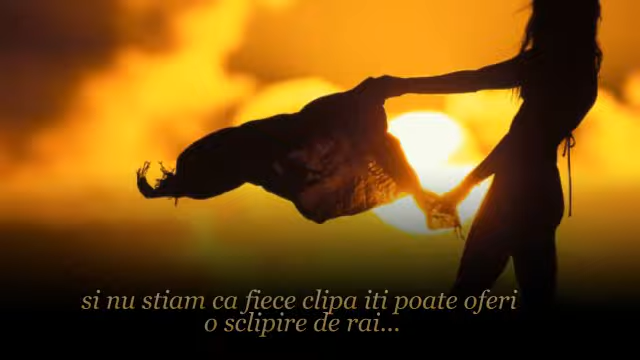 si nu stiam ca fiece clipa iti poate oferi
o sclipire de rai...